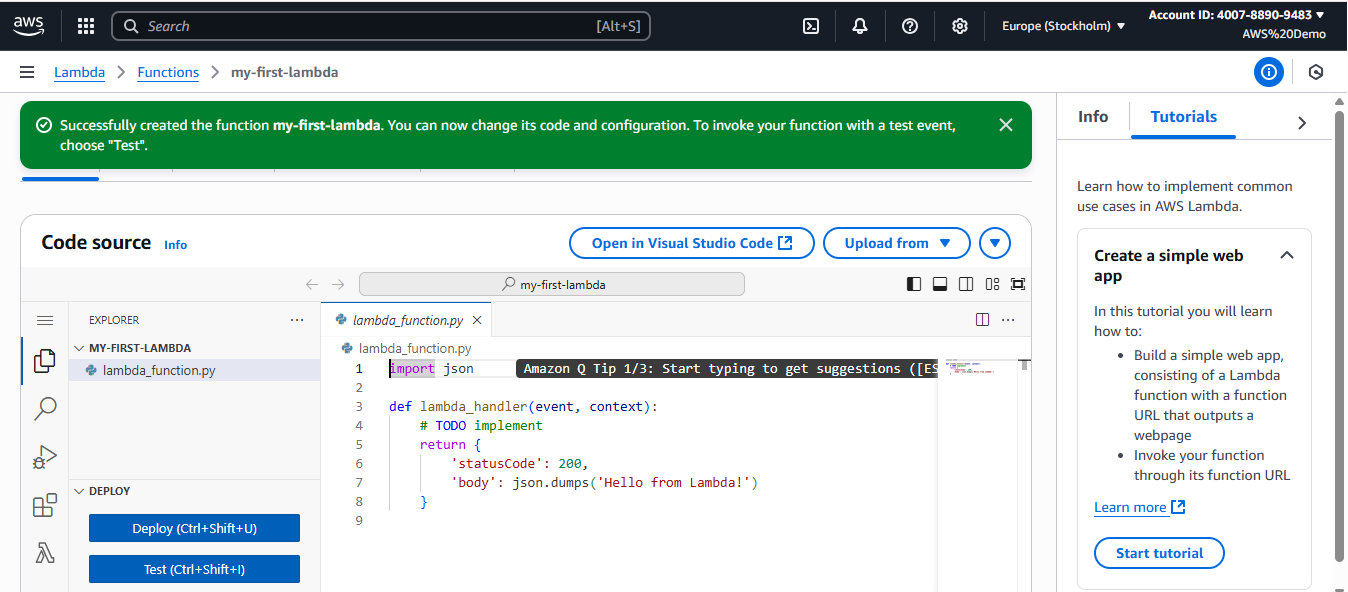 aws
Search
[Alt+S]
Europe (Stockholm)
Account ID: 4007-8890-9483
AWS%20Demo
Lambda
Functions
my-first-lambda
Successfully created the function my-first-lambda. You can now change its code and configuration. To invoke your function with a test event,
choose "Test".
Code source
Info
Open in Visual Studio Code
Upload from
my-first-lambda
EXPLORER
MY-FIRST-LAMBDA
lambda_function.py
DEPLOY
Deploy (Ctrl+Shift+U)
Test (Ctrl+Shift+I)
lambda_function.py
lambda_function.py
1 import json
Amazon Q Tip 1/3: Start typing to get suggestions ([ES
2
3 def lambda_handler(event, context):
4 # TODO implement
5 return {
6 'statusCode': 200,
7 'body': json.dumps('Hello from Lambda!')
8 }
9
Info
Tutorials
Learn how to implement common
use cases in AWS Lambda.
Create a simple web
app
In this tutorial you will learn
how to:
• Build a simple web app,
consisting of a Lambda
function with a function
URL that outputs a
webpage
• Invoke your function
through its function URL
Learn more
Start tutorial